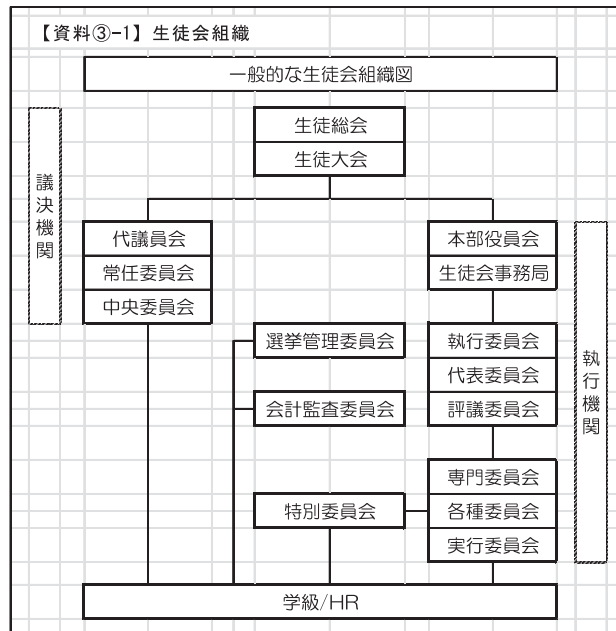 【資料③-1】生徒会組織
一般的な生徒会組織図
生徒総会
生徒大会
議決機関
代議員会
常任委員会
中央委員会
本部役員会
生徒会事務局
選挙管理委員会
会計監査委員会
執行委員会
代表委員会
評議委員会
執行機関
特別委員会
専門委員会
各種委員会
実行委員会
学級/HR